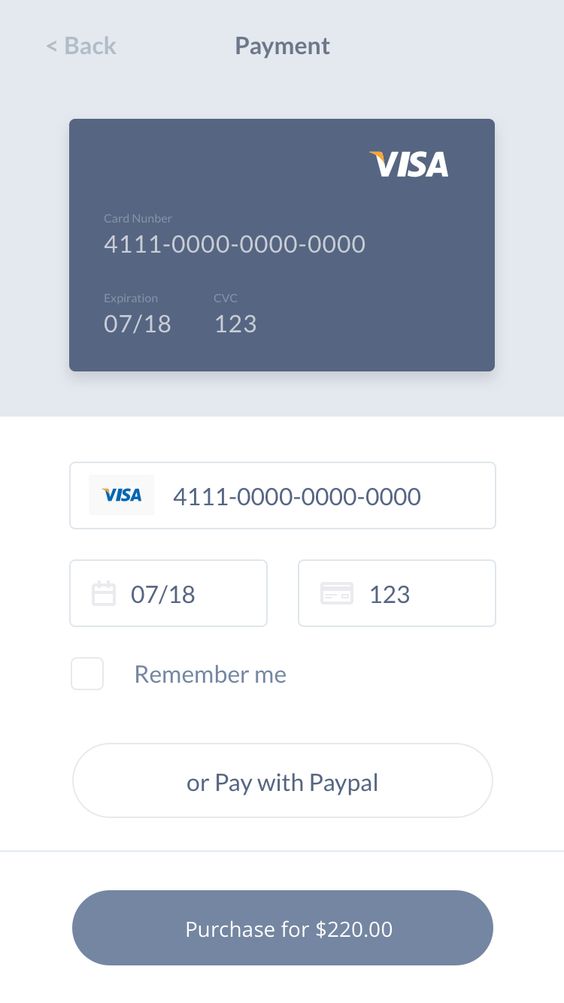 < Back Payment
VISA
Card Nunber
4111-0000-0000-0000
Expiration CVC
07/18 123
VISA 4111-0000-0000-0000
07/18 123
Remember me
or Pay with Paypal
Purchase for $220.00